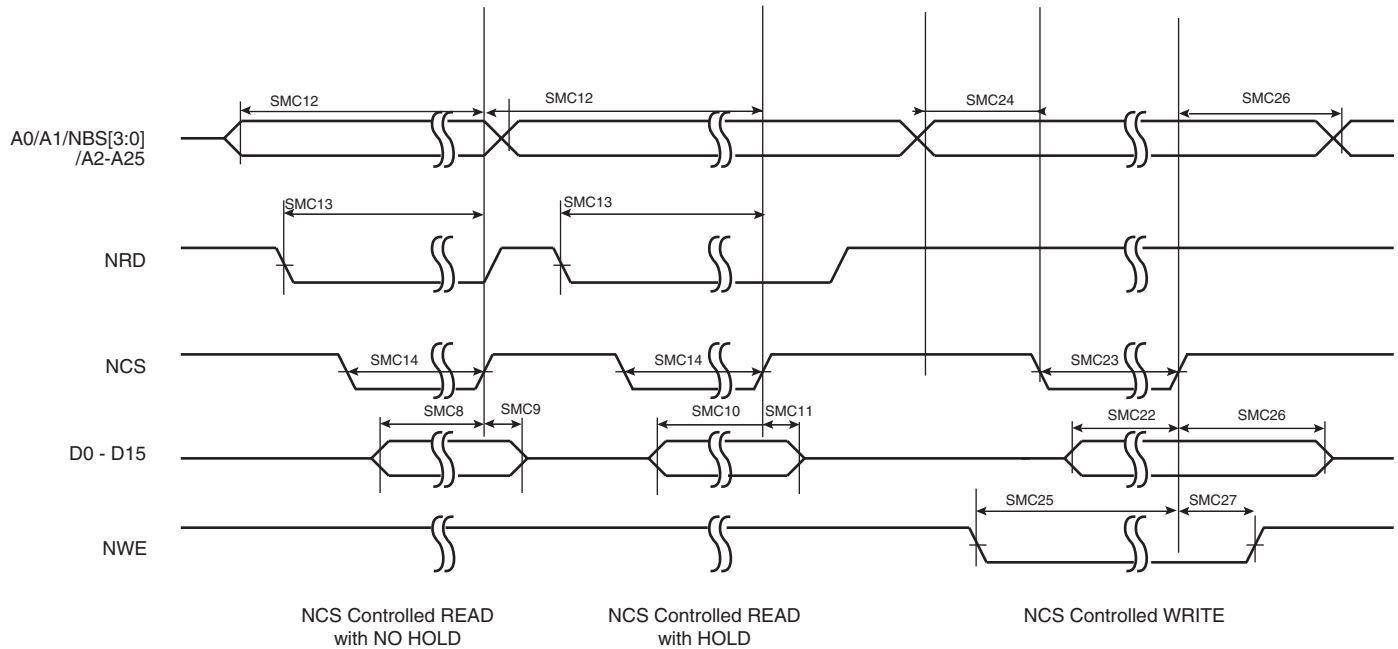 SMC12
SMC12
SMC24
SMC26
A0/A1/NBS[3:0]
/A2-A25
SMC13
SMC13
NRD
NCS
SMC14
SMC14
SMC23
SMC8
SMC9
SMC10
SMC11
SMC22
SMC26
D0 - D15
SMC25
SMC27
NWE
NCS Controlled READ
with NO HOLD
NCS Controlled READ
with HOLD
NCS Controlled WRITE